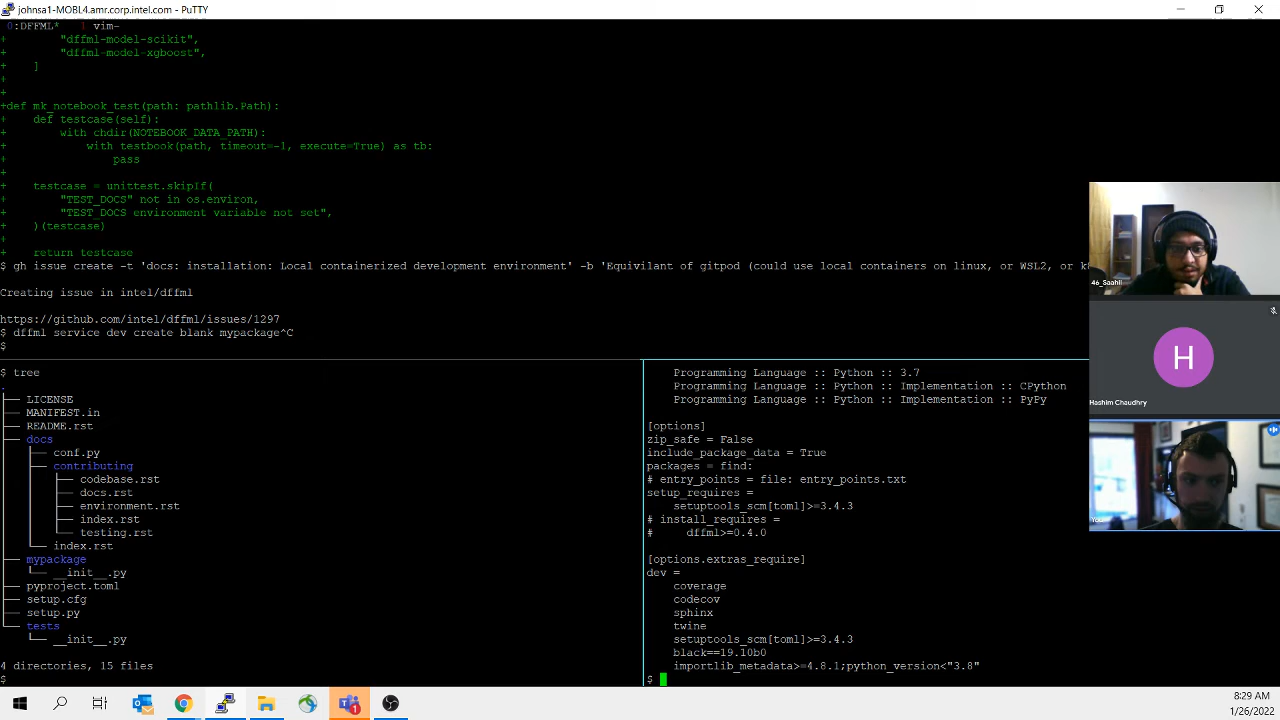 johnsa1-MOBL4.amr.corp.intel.com - PuTTY
0:DFFML* 1 vim-
+        "dffml-model-scikit",
+        "dffml-model-xgboost",
+    ]
+
+
+def mk_notebook_test(path: pathlib.Path):
+    def testcase(self):
+        with chdir(NOTEBOOK_DATA_PATH):
+            with testbook(path, timeout=-1, execute=True) as tb:
+                pass
+
+    testcase = unittest.skipIf(
+        "TEST_DOCS" not in os.environ,
+        "TEST_DOCS environment variable not set",
+    )(testcase)
+
+    return testcase
$ gh issue create -t 'docs: installation: Local containerized development environment' -b 'Equivilant of gitpod (could use local containers on linux, or WSL2, or
Creating issue in intel/dffml
https://github.com/intel/dffml/issues/1297
$ dffml service dev create blank mypackage^C
$
$ tree
.
├── LICENSE
├── MANIFEST.in
├── README.rst
├── docs
│   ├── conf.py
│   ├── contributing
│   │   ├── codebase.rst
│   │   ├── docs.rst
│   │   ├── environment.rst
│   │   ├── index.rst
│   │   └── testing.rst
│   └── index.rst
├── mypackage
│   └── __init__.py
├── pyproject.toml
├── setup.cfg
├── setup.py
└── tests
    └── __init__.py
4 directories, 15 files
$
Programming Language :: Python :: 3.7
Programming Language :: Python :: Implementation :: CPython
Programming Language :: Python :: Implementation :: PyPy
[options]
zip_safe = False
include_package_data = True
packages = find:
# entry_points = file: entry_points.txt
setup_requires =
    setuptools_scm[toml]>=3.4.3
# install_requires =
#     dffml>=0.4.0
[options.extras_require]
dev =
    coverage
    codecov
    sphinx
    twine
    setuptools_scm[toml]>=3.4.3
    black==19.10b0
    importlib_metadata>=4.8.1;python_version<"3.8"
$
46_Saahil
H
Hashim Chaudhry
You
1
8:29 AM
1/26/2022